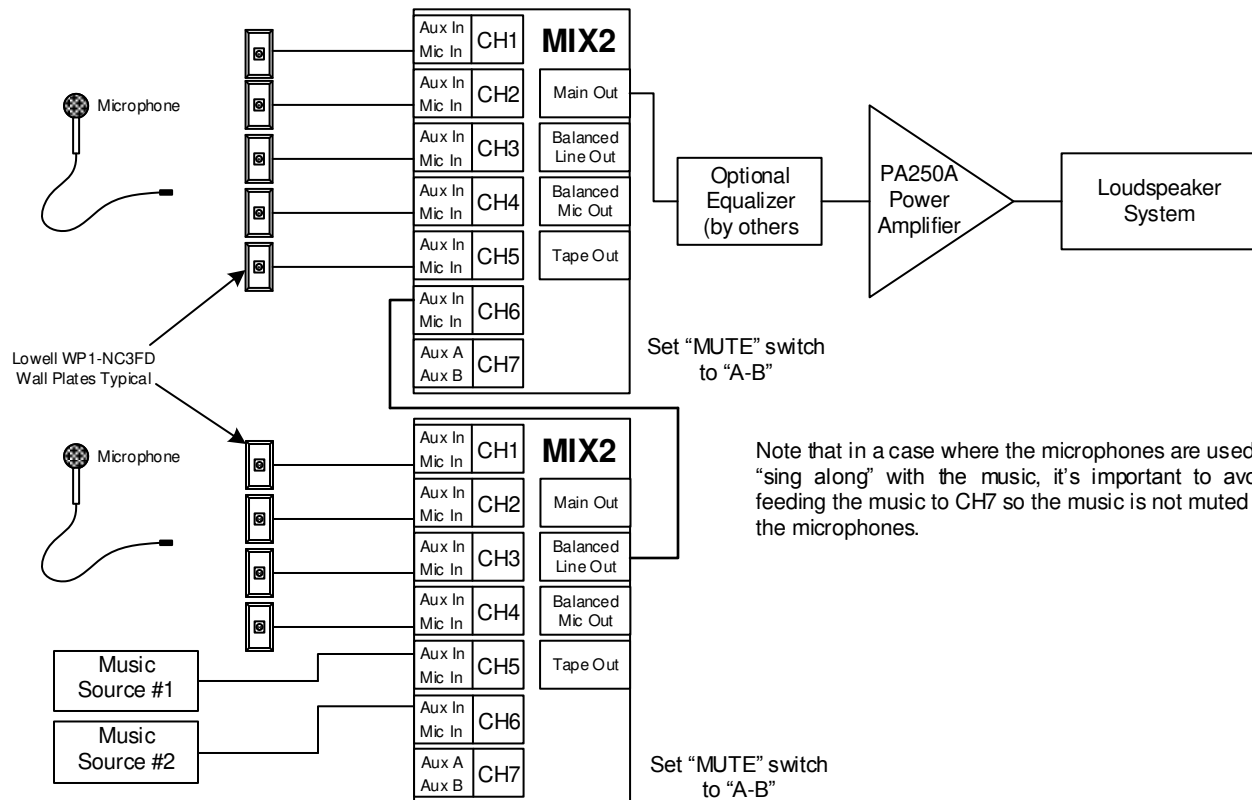 Aux In
Mic In
CH1
MIX2
Aux In
Mic In
CH2
Main Out
Microphone
Aux In
Mic In
CH3
Balanced
Line Out
Aux In
Mic In
CH4
Balanced
Mic Out
Aux In
Mic In
CH5
Tape Out
Aux In
Mic In
CH6
Aux A
Aux B
CH7
Optional
Equalizer
(by others
PA250A
Power
Amplifier
Loudspeaker
System
Set “MUTE” switch
to “A-B”
Lowell WP1-NC3FD
Wall Plates Typical
Aux In
Mic In
CH1
MIX2
Microphone
Aux In
Mic In
CH2
Main Out
Aux In
Mic In
CH3
Balanced
Line Out
Aux In
Mic In
CH4
Balanced
Mic Out
Aux In
Mic In
CH5
Tape Out
Aux In
Mic In
CH6
Aux A
Aux B
CH7
Music
Source #1
Music
Source #2
Set “MUTE” switch
to “A-B”
Note that in a case where the microphones are used
“sing along” with the music, it’s important to avo
feeding the music to CH7 so the music is not muted
the microphones.